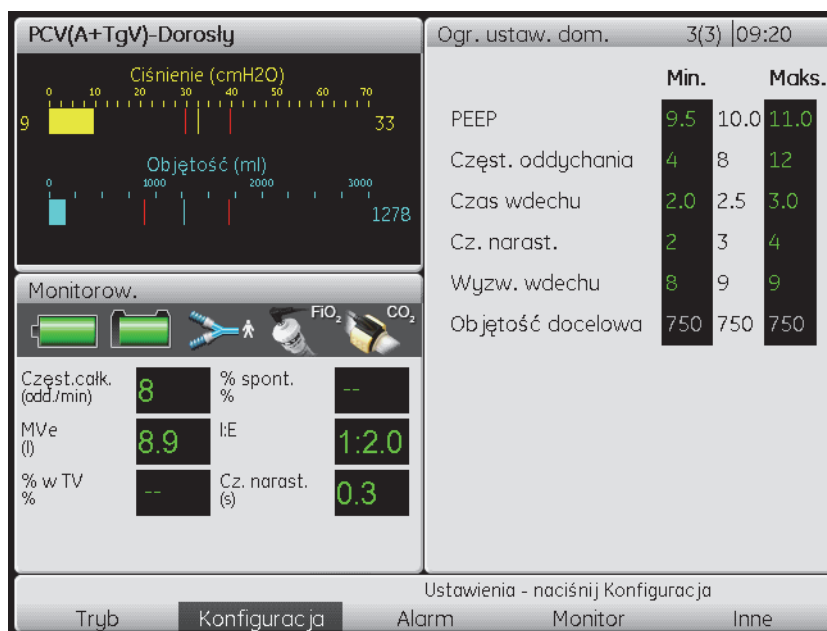 PCV(A+TgV)-Dorosły
Ciśnienie (cmH2O)
0 10 20 30 40 50 60 70
9 33
Objętość (ml)
0 1000 2000 3000
1278
Monitorow.
FiO2 CO2
Częst.całk. (odd./min) 8 % spont. % --
MVe (l) 8.9 I:E 1:2.0
% w TV % -- Cz. narast. (s) 0.3
Ogr. ustaw. dom. 3(3) 09:20
Min. Maks.
PEEP 9.5 10.0 11.0
Częst. oddychania 4 8 12
Czas wdechu 2.0 2.5 3.0
Cz. narast. 2 3 4
Wyzw. wdechu 8 9 9
Objętość docelowa 750 750 750
Ustawienia - naciśnij Konfiguracja
Tryb Konfiguracja Alarm Monitor Inne